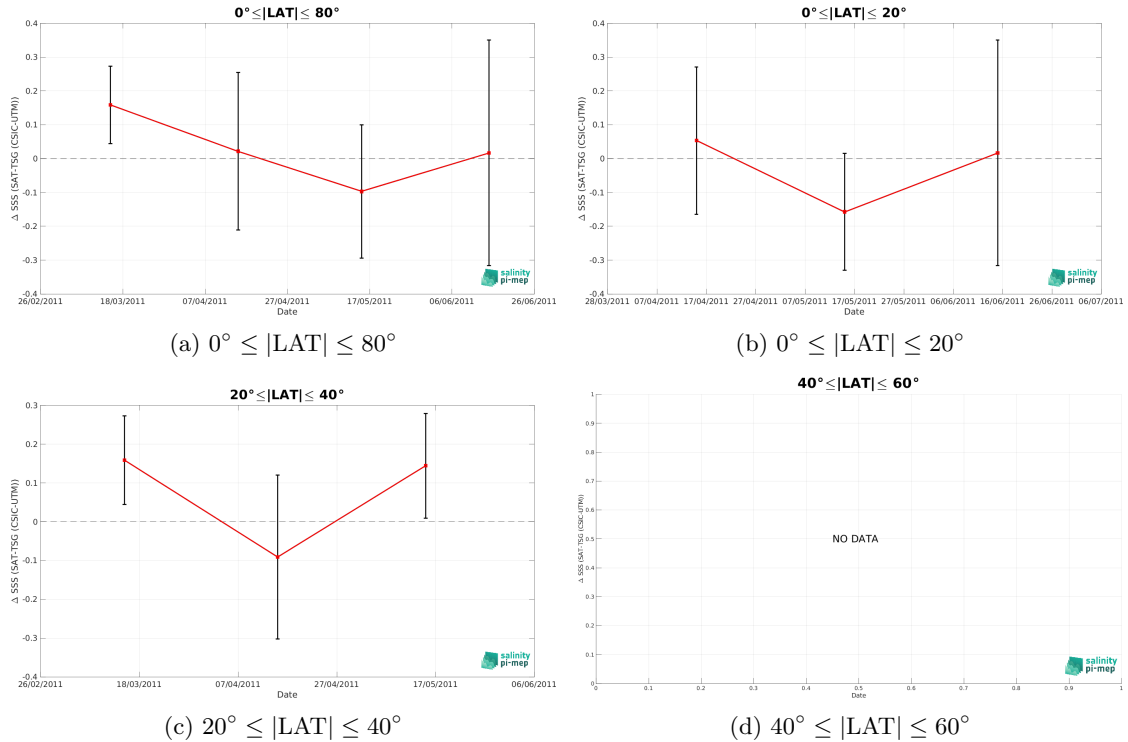 0°≤|LAT|≤ 80°
Δ SSS (SAT-TSG (CSIC-UTM))
0.4
0.3
0.2
0.1
0
-0.1
-0.2
-0.3
-0.4
26/02/2011 18/03/2011 07/04/2011 27/04/2011 17/05/2011 06/06/2011 26/06/2011
Date
salinity
pi-mep
(a) 0° ≤ |LAT| ≤ 80°
0°≤|LAT|≤ 20°
Δ SSS (SAT-TSG (CSIC-UTM))
0.4
0.3
0.2
0.1
0
-0.1
-0.2
-0.3
-0.4
28/03/2011 07/04/2011 17/04/2011 27/04/2011 07/05/2011 17/05/2011 27/05/2011 06/06/2011 16/06/2011 26/06/2011 06/07/2011
Date
salinity
pi-mep
(b) 0° ≤ |LAT| ≤ 20°
20°≤|LAT|≤ 40°
Δ SSS (SAT-TSG (CSIC-UTM))
0.3
0.2
0.1
0
-0.1
-0.2
-0.3
-0.4
26/02/2011 18/03/2011 07/04/2011 27/04/2011 17/05/2011 06/06/2011
Date
salinity
pi-mep
(c) 20° ≤ |LAT| ≤ 40°
40°≤|LAT|≤ 60°
Δ SSS (SAT-TSG (CSIC-UTM))
1
0.9
0.8
0.7
0.6
0.5
0.4
0.3
0.2
0.1
0
NO DATA
0 0.1 0.2 0.3 0.4 0.5 0.6 0.7 0.8 0.9 1
Date
salinity
pi-mep
(d) 40° ≤ |LAT| ≤ 60°